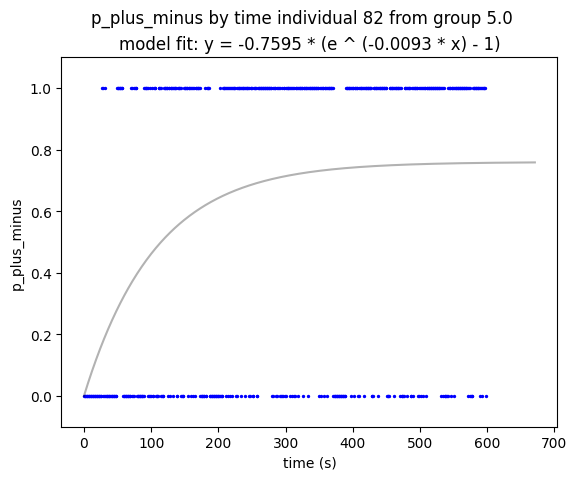 p_plus_minus by time individual 82 from group 5.0
model fit: y = -0.7595 * (e ^ (-0.0093 * x) - 1)
1.0
0.8
0.6
0.4
0.2
0.0
p_plus_minus
0 100 200 300 400 500 600 700
time (s)